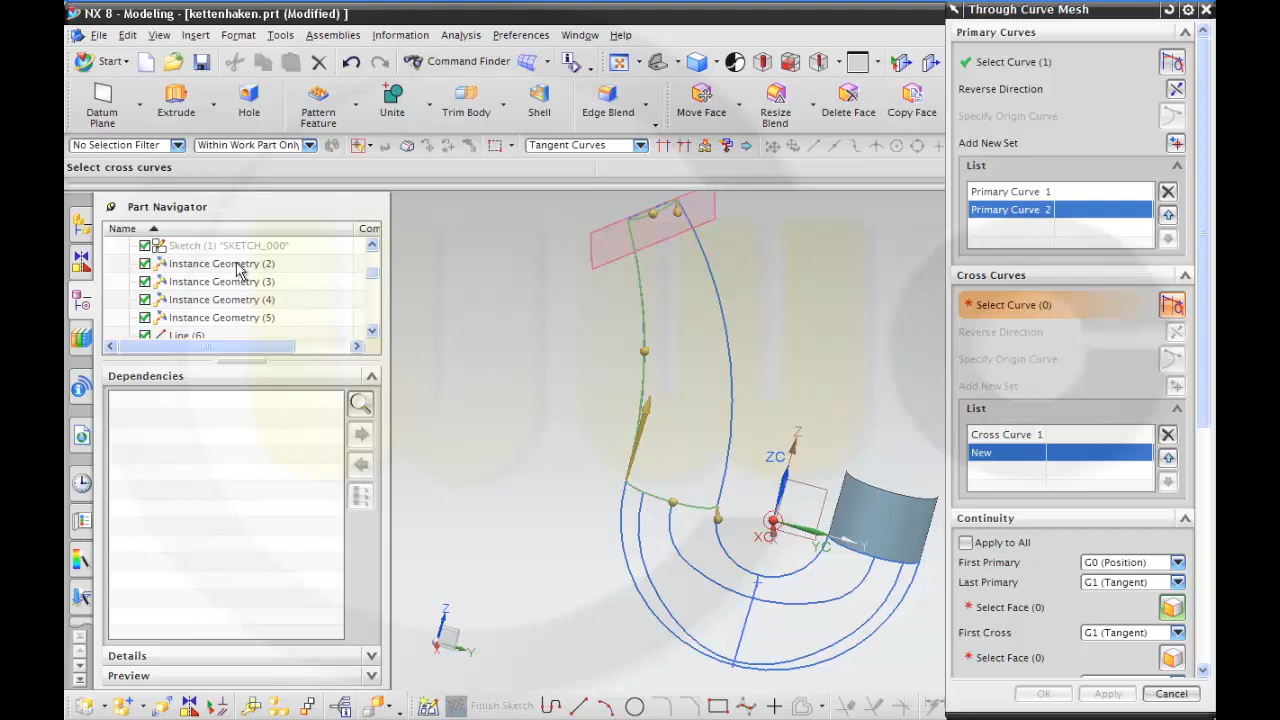 NX 8 - Modeling - [kettenhaken.prt (Modified) ]
File Edit View Insert Format Tools Assemblies Information Analysis Preferences Window Help
Start Command Finder
Datum Plane Extrude Hole Pattern Feature Unite Trim Body Shell Edge Blend Move Face Resize Blend Delete Face Copy Face
No Selection Filter Within Work Part Only Tangent Curves
Select cross curves
Part Navigator
Name Com
Sketch (1) "SKETCH_000"
Instance Geometry (2)
Instance Geometry (3)
Instance Geometry (4)
Instance Geometry (5)
Line (6)
Dependencies
Details
Preview
Z
ZC
XC
YC
Y
Z
X
Y
Finish Sketch
Through Curve Mesh
Primary Curves
Select Curve (1)
Reverse Direction
Specify Origin Curve
Add New Set
List
Primary Curve 1
Primary Curve 2
Cross Curves
* Select Curve (0)
Reverse Direction
Specify Origin Curve
Add New Set
List
Cross Curve 1
New
Continuity
Apply to All
First Primary G0 (Position)
Last Primary G1 (Tangent)
* Select Face (0)
First Cross G1 (Tangent)
* Select Face (0)
OK Apply Cancel